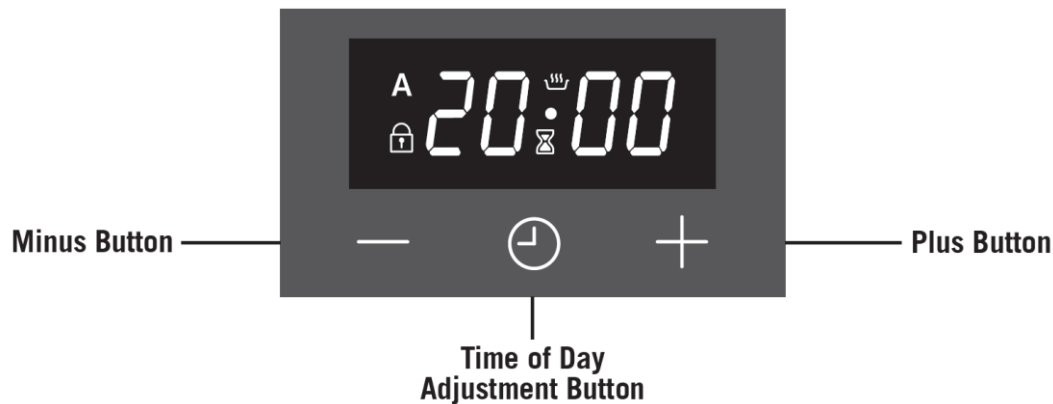 A 20:00
Minus Button
Plus Button
Time of Day
Adjustment Button